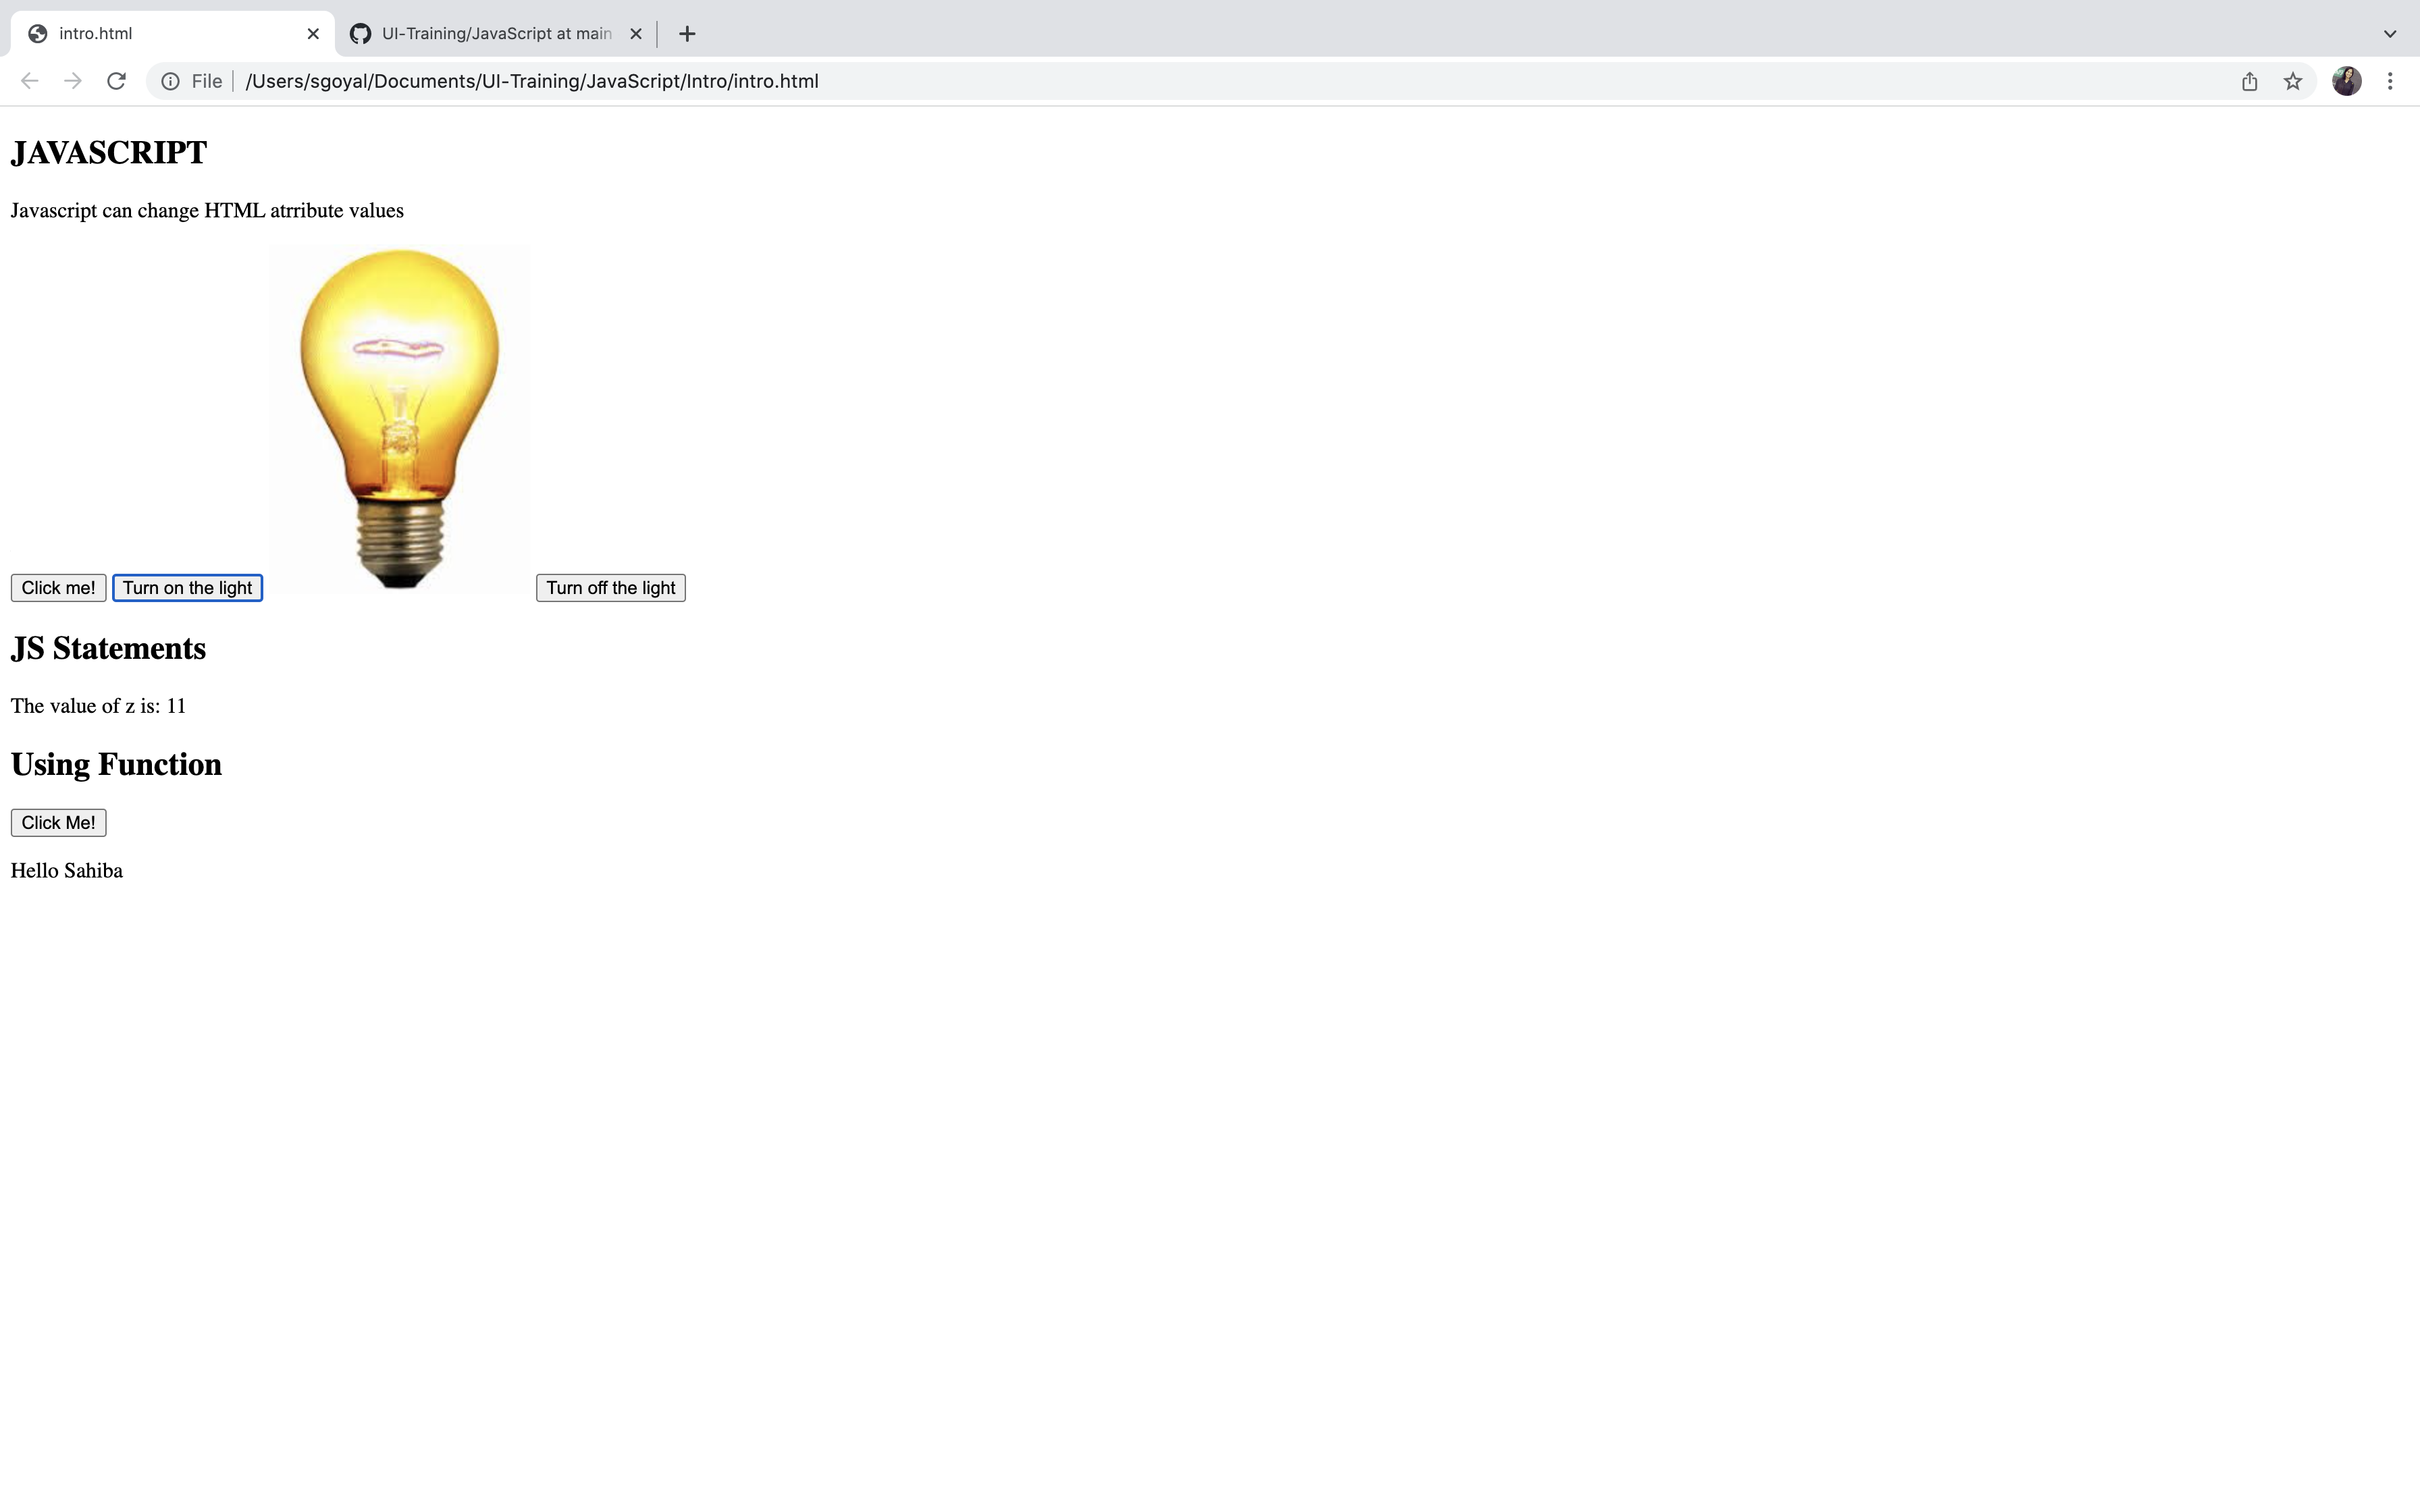 intro.html
UI-Training/JavaScript at main
File /Users/sgoyal/Documents/UI-Training/JavaScript/Intro/intro.html
JAVASCRIPT
Javascript can change HTML atrribute values
Click me! Turn on the light Turn off the light
JS Statements
The value of z is: 11
Using Function
Click Me!
Hello Sahiba